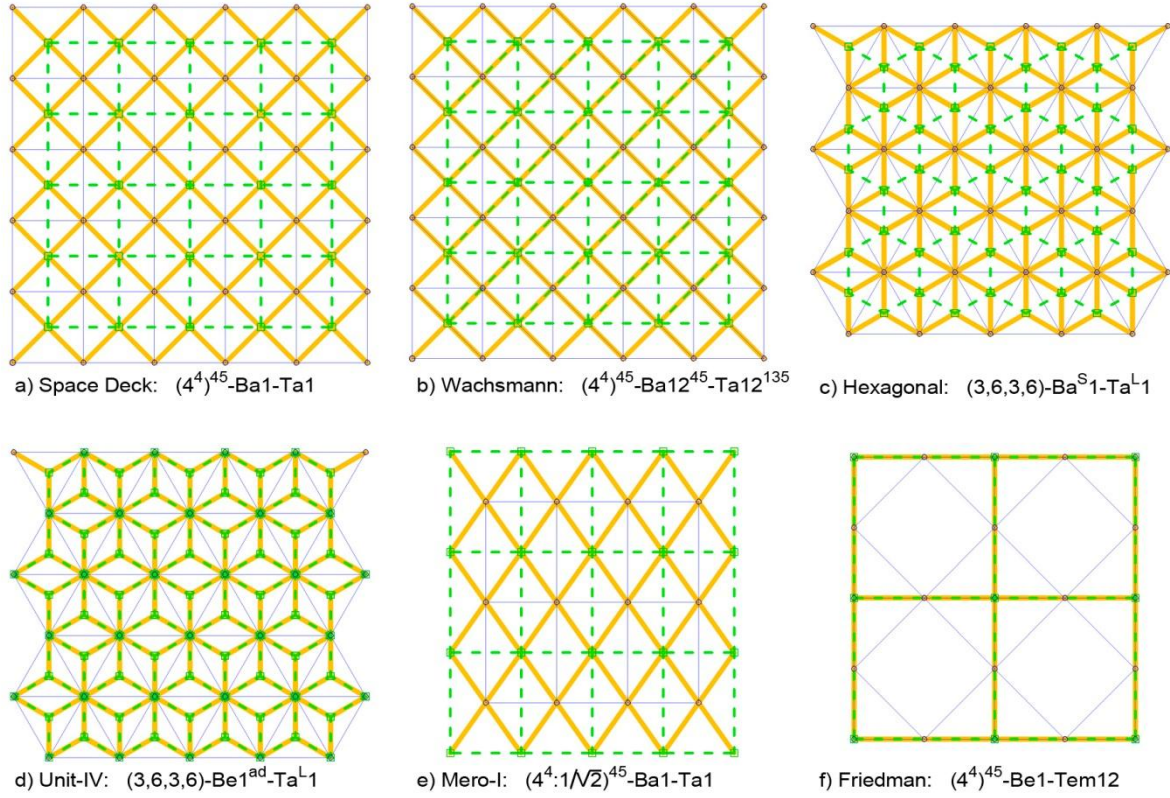 a) Space Deck: (4⁴)⁴⁵-Ba1-Ta1
b) Wachsmann: (4⁴)⁴⁵-Ba12⁴⁵-Ta12¹³⁵
c) Hexagonal: (3,6,3,6)-Baˢ1-Taᴸ1
d) Unit-IV: (3,6,3,6)-Be1ᵃᵈ-Taᴸ1
e) Mero-I: (4⁴:1/√2)⁴⁵-Ba1-Ta1
f) Friedman: (4⁴)⁴⁵-Be1-Tem12